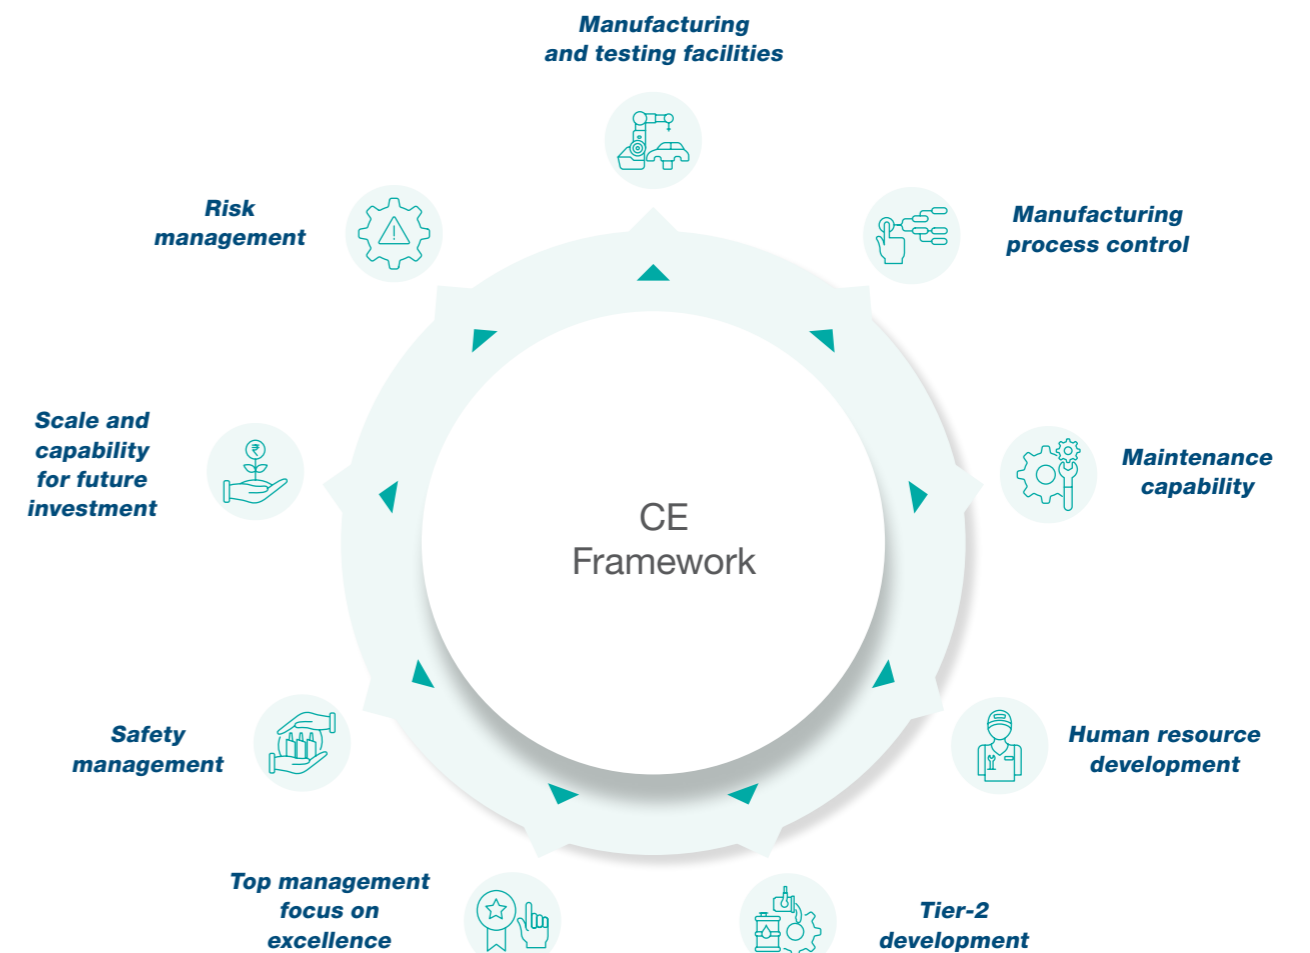 Manufacturing
and testing facilities
Risk
management
Manufacturing
process control
Scale and
capability
for future
investment
₹
Maintenance
capability
CE
Framework
Safety
management
Human resource
development
Top management
focus on
excellence
Tier-2
development